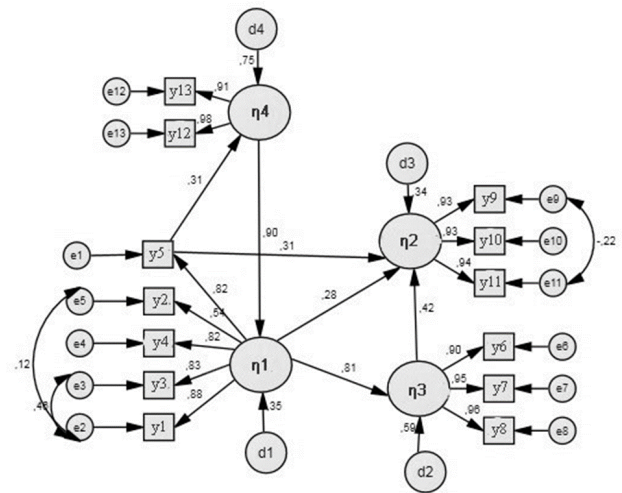 d4
,75
e12
y13
,91
η4
e13
y12
,98
d3
,31
,34
,93
y9
e9
,90
η2
,93
y10
e10
-,22
e1
y5
,31
,94
y11
e11
,82
,28
e5
y2
,54
,42
e4
y4
,82
,90
y6
e6
,12
η1
,81
e3
y3
,83
η3
,95
y7
e7
,88
,96
e2
y1
,35
,59
y8
e8
d1
d2